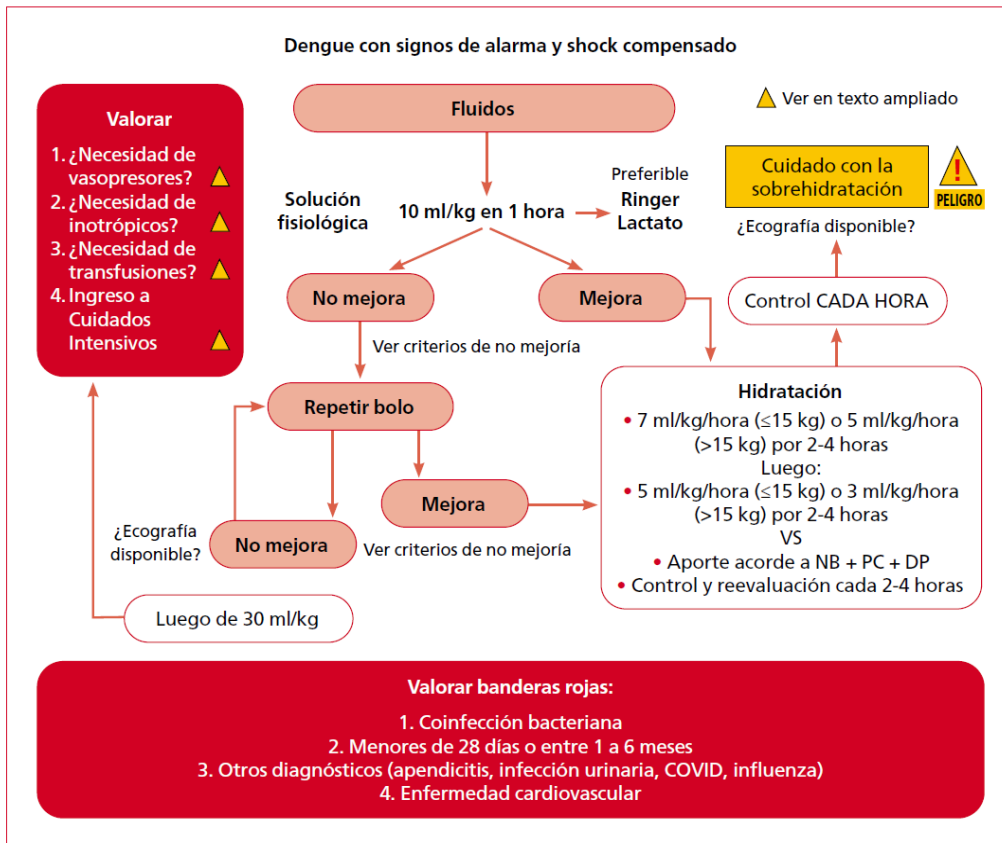 Dengue con signos de alarma y shock compensado
Valorar
1. ¿Necesidad de
vasopresores?
2. ¿Necesidad de
inotrópicos?
3. ¿Necesidad de
transfusiones?
4. Ingreso a
Cuidados
Intensivos
Fluidos
Ver en texto ampliado
Solución
fisiológica
10 ml/kg en 1 hora
Preferible
Ringer
Lactato
Cuidado con la
sobrehidratación
!
PELIGRO
¿Ecografía disponible?
Control CADA HORA
No mejora
Mejora
Ver criterios de no mejoría
Repetir bolo
Mejora
¿Ecografía
disponible?
No mejora
Ver criterios de no mejoría
Luego de 30 ml/kg
Hidratación
• 7 ml/kg/hora (≤15 kg) o 5 ml/kg/hora
(>15 kg) por 2-4 horas
Luego:
• 5 ml/kg/hora (≤15 kg) o 3 ml/kg/hora
(>15 kg) por 2-4 horas
VS
• Aporte acorde a NB + PC + DP
• Control y reevaluación cada 2-4 horas
Valorar banderas rojas:
1. Coinfección bacteriana
2. Menores de 28 días o entre 1 a 6 meses
3. Otros diagnósticos (apendicitis, infección urinaria, COVID, influenza)
4. Enfermedad cardiovascular